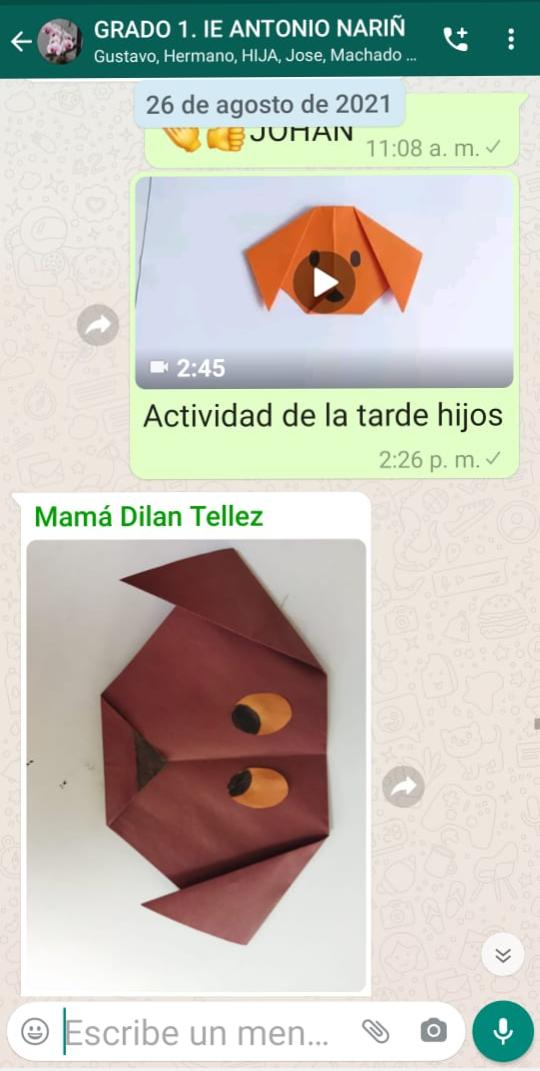 GRADO 1. IE ANTONIO NARIÑ
Gustavo, Hermano, HIJA, Jose, Machado ...
26 de agosto de 2021
JOHAN
11:08 a. m.
2:45
Actividad de la tarde hijos
2:26 p. m.
Mamá Dilan Tellez
Escribe un men...